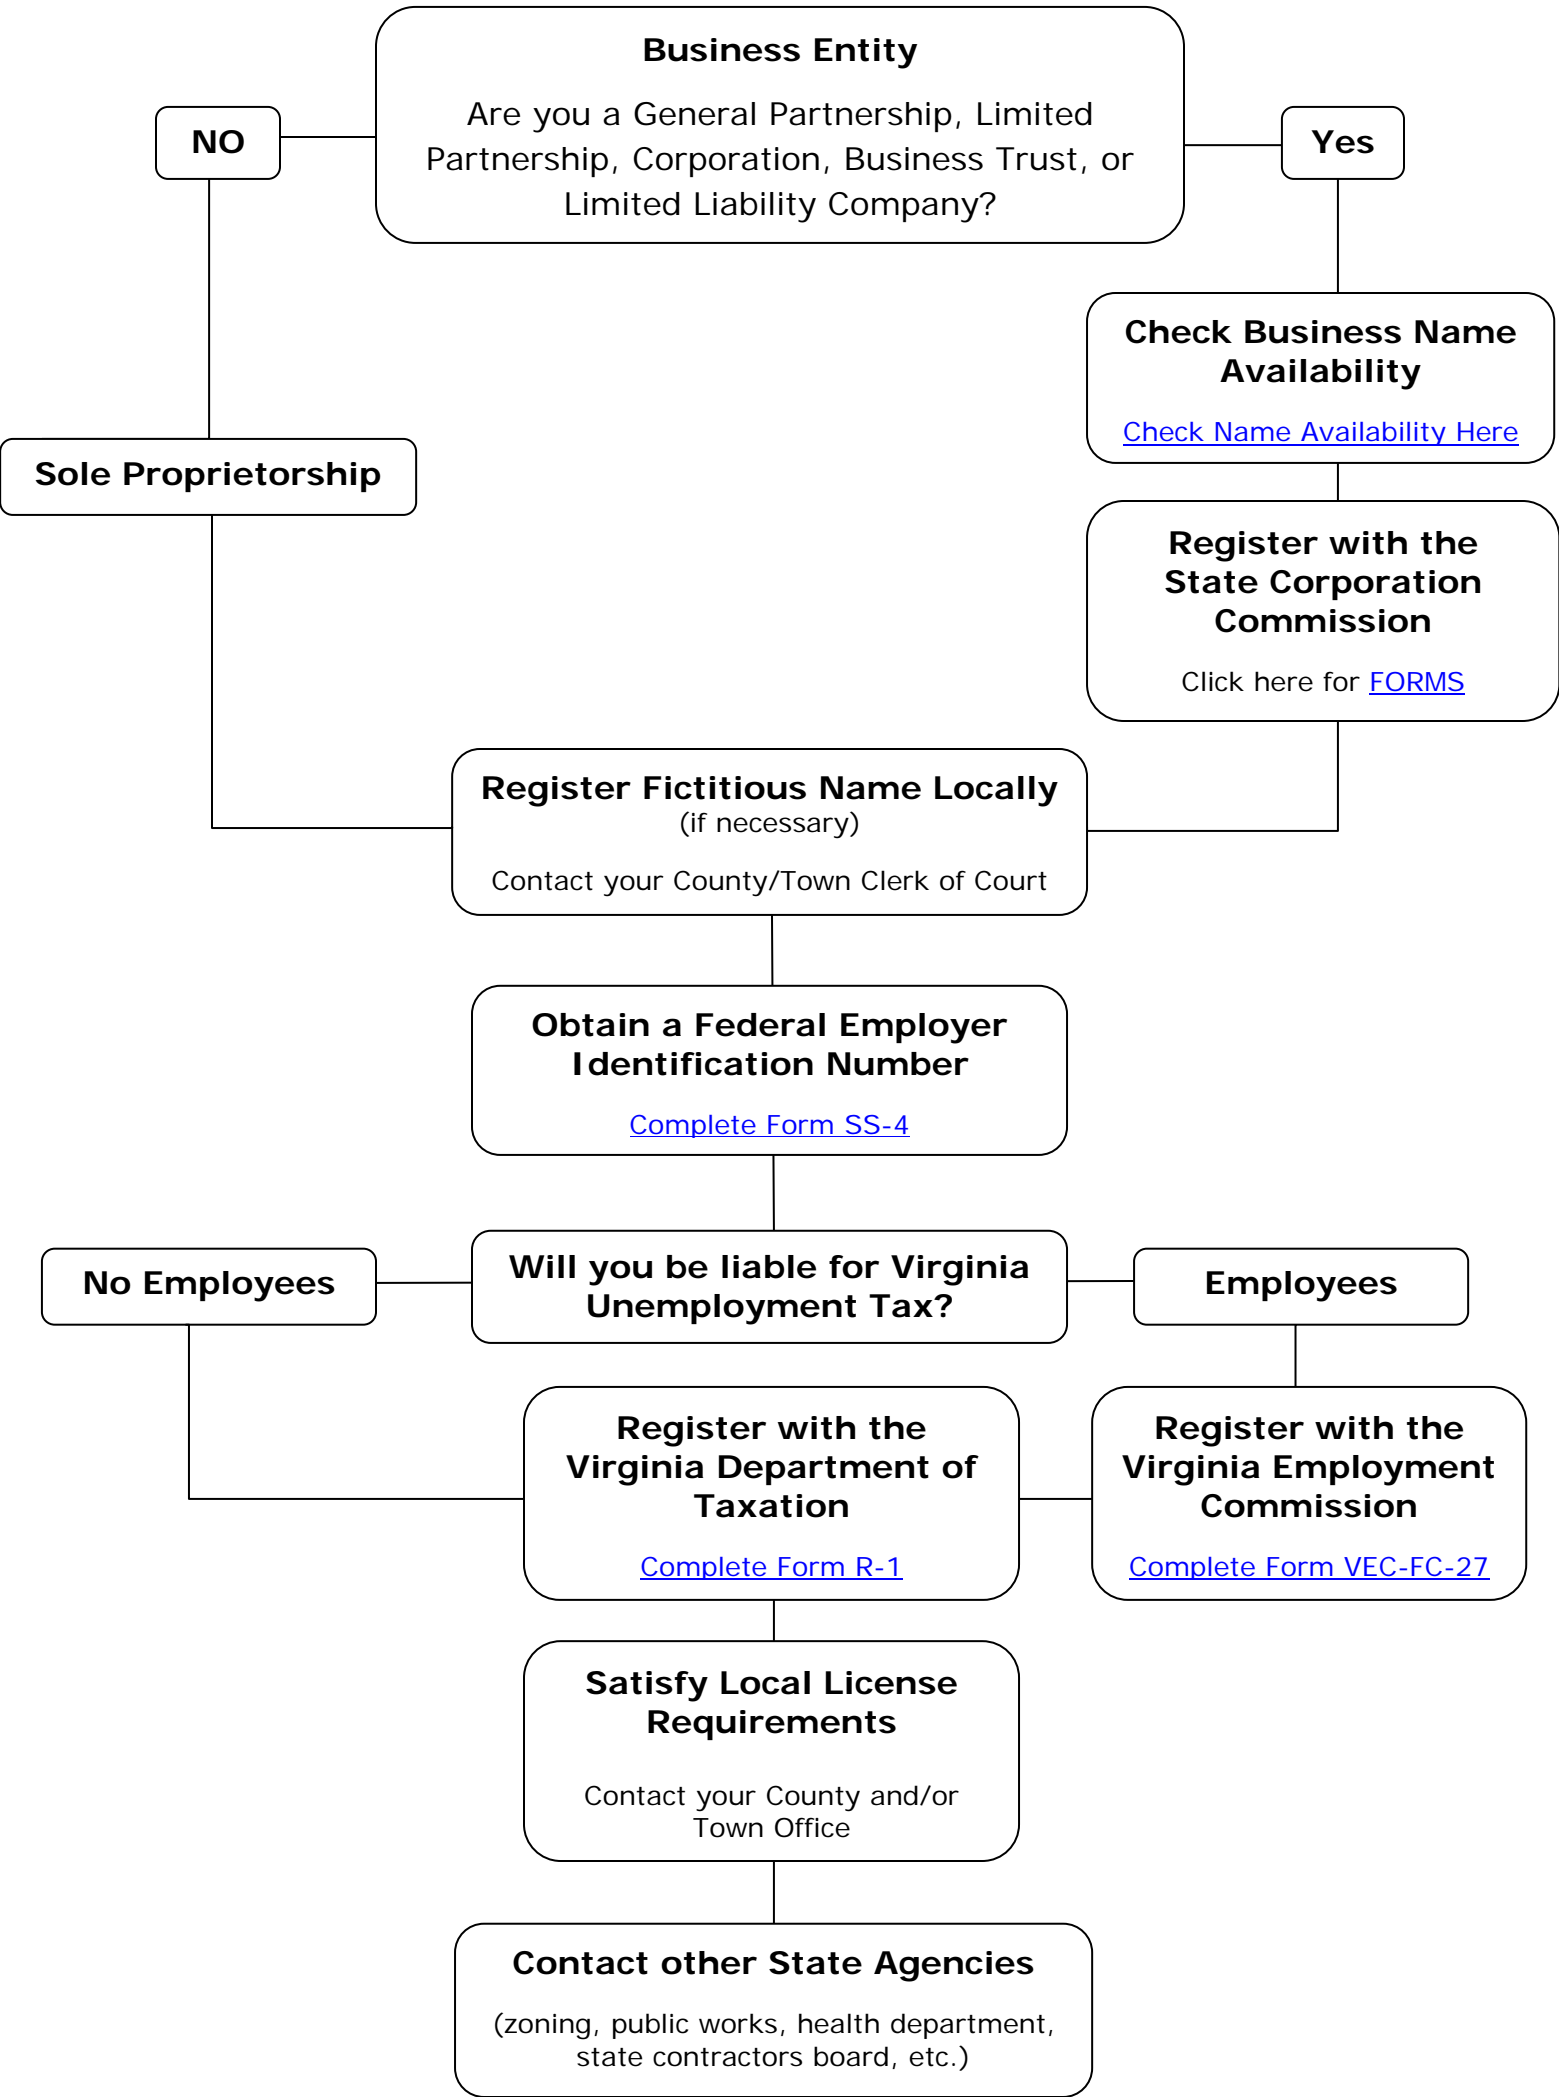 Business Entity
Are you a General Partnership, Limited
Partnership, Corporation, Business Trust, or
Limited Liability Company?
NO
Yes
Check Business Name
Availability
Check Name Availability Here
Sole Proprietorship
Register with the
State Corporation
Commission
Click here for FORMS
Register Fictitious Name Locally
(if necessary)
Contact your County/Town Clerk of Court
Obtain a Federal Employer
Identification Number
Complete Form SS-4
Will you be liable for Virginia
Unemployment Tax?
No Employees
Employees
Register with the
Virginia Department of
Taxation
Complete Form R-1
Register with the
Virginia Employment
Commission
Complete Form VEC-FC-27
Satisfy Local License
Requirements
Contact your County and/or
Town Office
Contact other State Agencies
(zoning, public works, health department,
state contractors board, etc.)